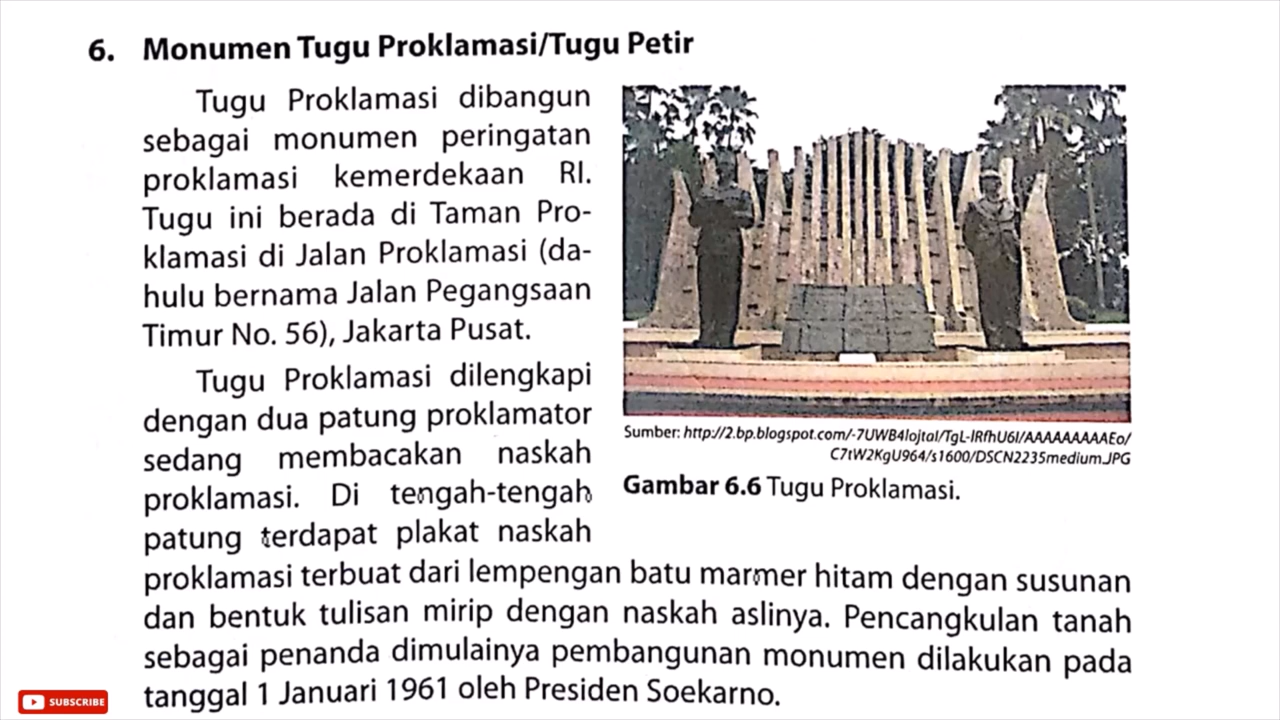 6. Monumen Tugu Proklamasi/Tugu Petir
Tugu Proklamasi dibangun
sebagai monumen peringatan
proklamasi kemerdekaan RI.
Tugu ini berada di Taman Pro-
klamasi di Jalan Proklamasi (da-
hulu bernama Jalan Pegangsaan
Timur No. 56), Jakarta Pusat.
Tugu Proklamasi dilengkapi
dengan dua patung proklamator
sedang membacakan naskah
proklamasi. Di tengah-tengah
patung terdapat plakat naskah
proklamasi terbuat dari lempengan batu marmer hitam dengan susunan
dan bentuk tulisan mirip dengan naskah aslinya. Pencangkulan tanah
sebagai penanda dimulainya pembangunan monumen dilakukan pada
tanggal 1 Januari 1961 oleh Presiden Soekarno.
Sumber: http://2.bp.blogspot.com/-7UWB4lojtaI/TgL-lRfhU6I/AAAAAAAAAEo/
C7tW2KgU964/s1600/DSCN2235medium.JPG
Gambar 6.6 Tugu Proklamasi.
SUBSCRIBE